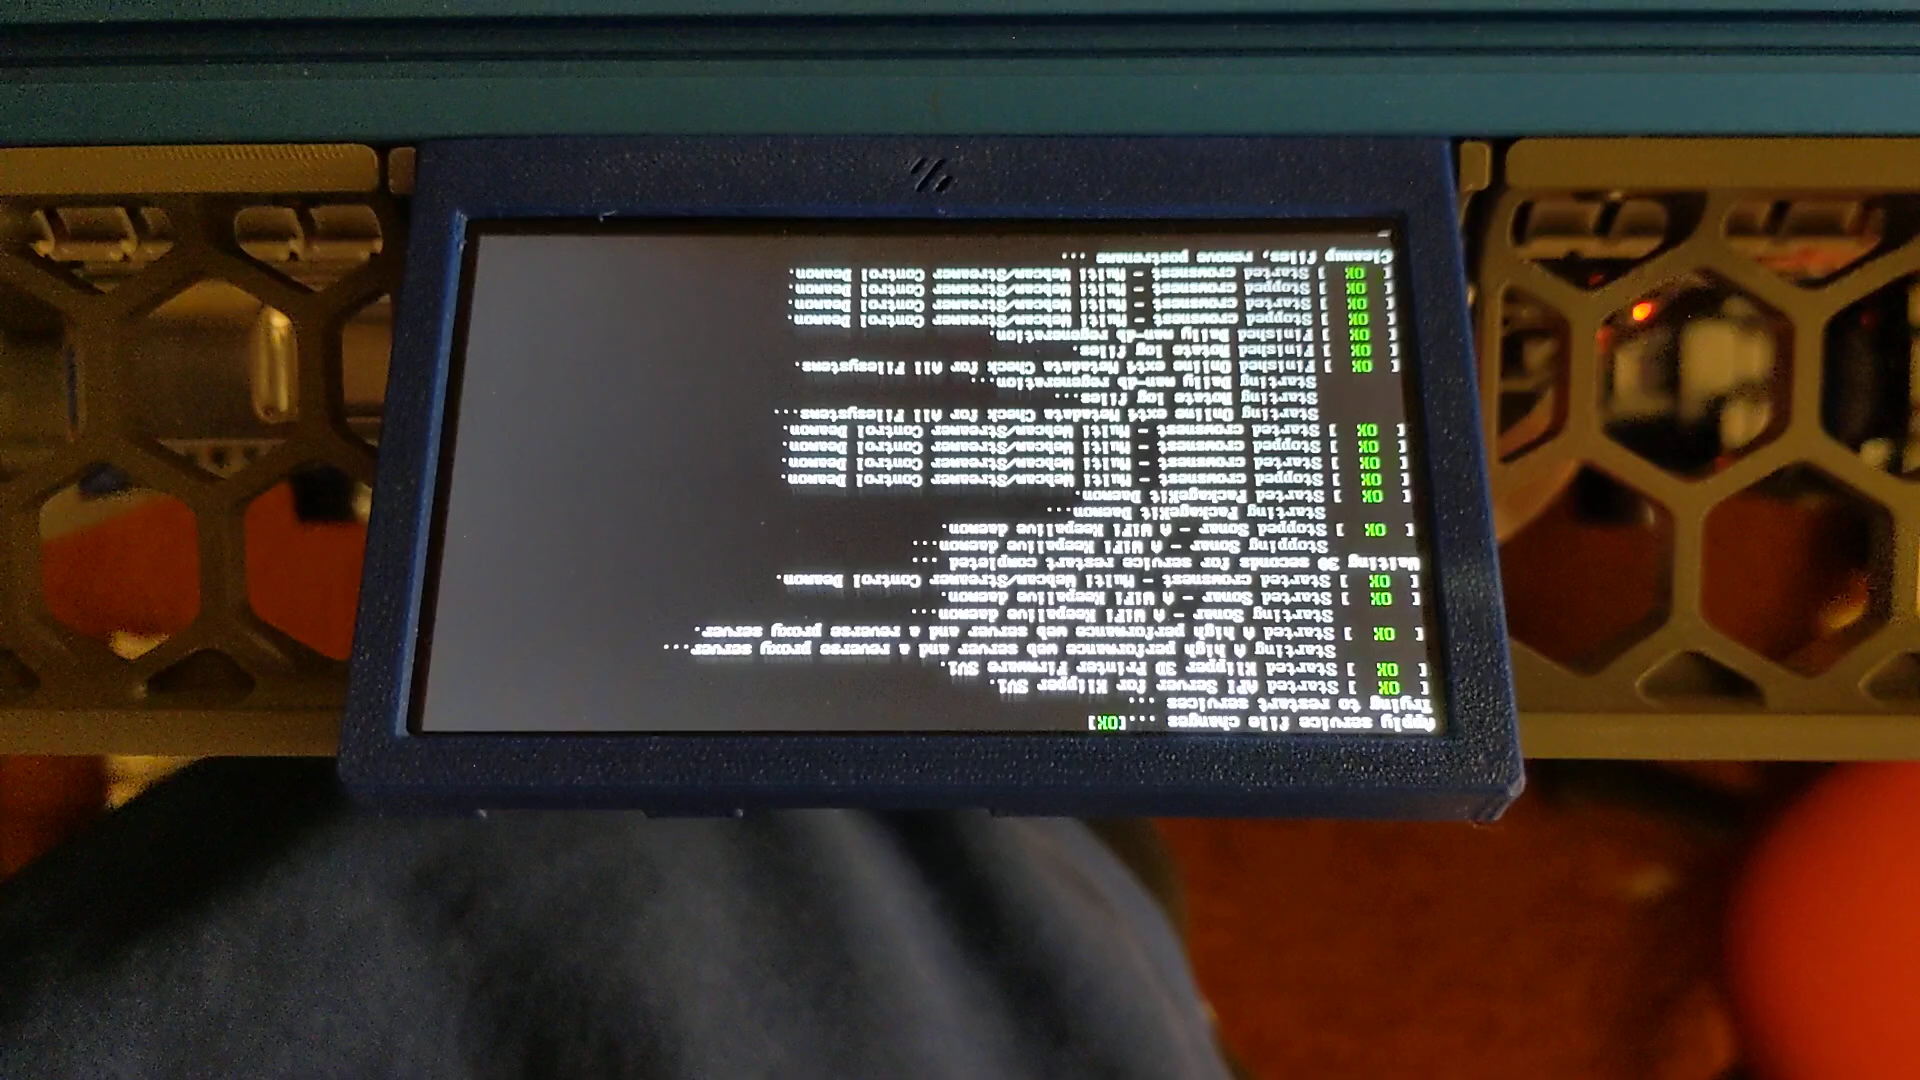 Apply service file changes ...[OK]
Trying to restart services ...
[  OK  ] Started API Server for Klipper SV1.
[  OK  ] Started Klipper 3D Printer Firmware SV1.
Starting A high performance web server and a reverse proxy server...
[  OK  ] Started A high performance web server and a reverse proxy server.
Starting Sonar - A WiFi Keepalive daemon...
[  OK  ] Started Sonar - A WiFi Keepalive daemon.
[  OK  ] Started crowsnest - Multi Webcam/Streamer Control Deamon.
Waiting 30 seconds for service restart completed ...
Stopping Sonar - A WiFi Keepalive daemon...
[  OK  ] Stopped Sonar - A WiFi Keepalive daemon.
Starting PackageKit Daemon...
[  OK  ] Started PackageKit Daemon.
[  OK  ] Stopped crowsnest - Multi Webcam/Streamer Control Deamon.
[  OK  ] Started crowsnest - Multi Webcam/Streamer Control Deamon.
[  OK  ] Stopped crowsnest - Multi Webcam/Streamer Control Deamon.
[  OK  ] Started crowsnest - Multi Webcam/Streamer Control Deamon.
Starting Online ext4 Metadata Check for All Filesystems...
Starting Rotate log files...
Starting Daily man-db regeneration...
[  OK  ] Finished Online ext4 Metadata Check for All Filesystems.
[  OK  ] Finished Rotate log files.
[  OK  ] Finished Daily man-db regeneration.
[  OK  ] Stopped crowsnest - Multi Webcam/Streamer Control Deamon.
[  OK  ] Started crowsnest - Multi Webcam/Streamer Control Deamon.
[  OK  ] Stopped crowsnest - Multi Webcam/Streamer Control Deamon.
[  OK  ] Started crowsnest - Multi Webcam/Streamer Control Deamon.
Cleanup files, remove postrename ...